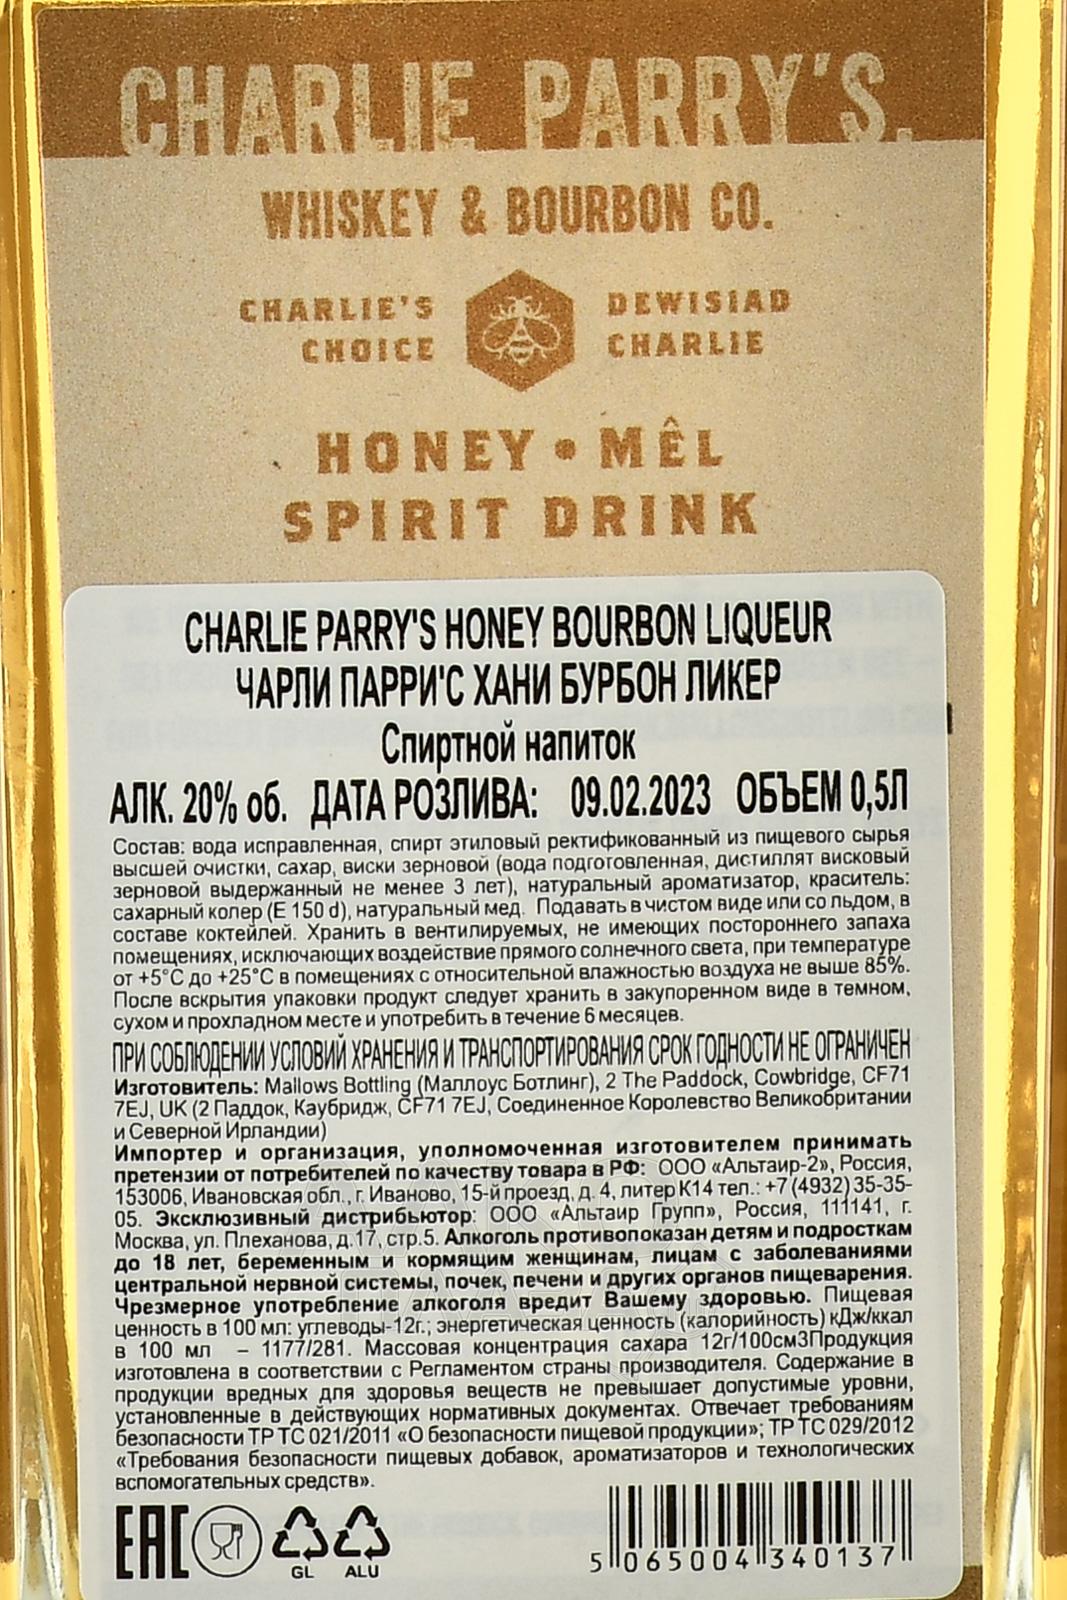 CHARLIE PARRY'S.
WHISKEY & BOURBON CO.
CHARLIE'S CHOICE
DEWISIAD CHARLIE
HONEY • MÊL
SPIRIT DRINK
CHARLIE PARRY'S HONEY BOURBON LIQUEUR
ЧАРЛИ ПАРРИ'С ХАНИ БУРБОН ЛИКЕР
Спиртной напиток
АЛК. 20% об. ДАТА РОЗЛИВА: 09.02.2023 ОБЪЕМ 0,5Л
Состав: вода исправленная, спирт этиловый ректификованный из пищевого сырья
высшей очистки, сахар, виски зерновой (вода подготовленная, дистиллят висковый
зерновой выдержанный не менее 3 лет), натуральный ароматизатор, краситель:
сахарный колер (Е 150 d), натуральный мед. Подавать в чистом виде или со льдом, в
составе коктейлей. Хранить в вентилируемых, не имеющих постороннего запаха
помещениях, исключающих воздействие прямого солнечного света, при температуре
от +5°С до +25°С в помещениях с относительной влажностью воздуха не выше 85%.
После вскрытия упаковки продукт следует хранить в закупоренном виде в темном,
сухом и прохладном месте и употребить в течение 6 месяцев.
ПРИ СОБЛЮДЕНИИ УСЛОВИЙ ХРАНЕНИЯ И ТРАНСПОРТИРОВАНИЯ СРОК ГОДНОСТИ НЕ ОГРАНИЧЕН
Изготовитель: Mallows Bottling (Маллоус Ботлинг), 2 The Paddock, Cowbridge, CF71
7EJ, UK (2 Паддок, Каубридж, CF71 7EJ, Соединенное Королевство Великобритании
и Северной Ирландии)
Импортер и организация, уполномоченная изготовителем принимать
претензии от потребителей по качеству товара в РФ: ООО «Альтаир-2», Россия,
153006, Ивановская обл., г. Иваново, 15-й проезд, д. 4, литер К14 тел.: +7 (4932) 35-35-
05. Эксклюзивный дистрибьютор: ООО «Альтаир Групп», Россия, 111141, г.
Москва, ул. Плеханова, д.17, стр.5. Алкоголь противопоказан детям и подросткам
до 18 лет, беременным и кормящим женщинам, лицам с заболеваниями
центральной нервной системы, почек, печени и других органов пищеварения.
Чрезмерное употребление алкоголя вредит Вашему здоровью. Пищевая
ценность в 100 мл: углеводы-12г.; энергетическая ценность (калорийность) кДж/ккал
в 100 мл – 1177/281. Массовая концентрация сахара 12г/100см3Продукция
изготовлена в соответствии с Регламентом страны производителя. Содержание в
продукции вредных для здоровья веществ не превышает допустимые уровни,
установленные в действующих нормативных документах. Отвечает требованиям
безопасности ТР ТС 021/2011 «О безопасности пищевой продукции»; ТР ТС 029/2012
«Требования безопасности пищевых добавок, ароматизаторов и технологических
вспомогательных средств».
EAC
GL ALU
5 065004 340137